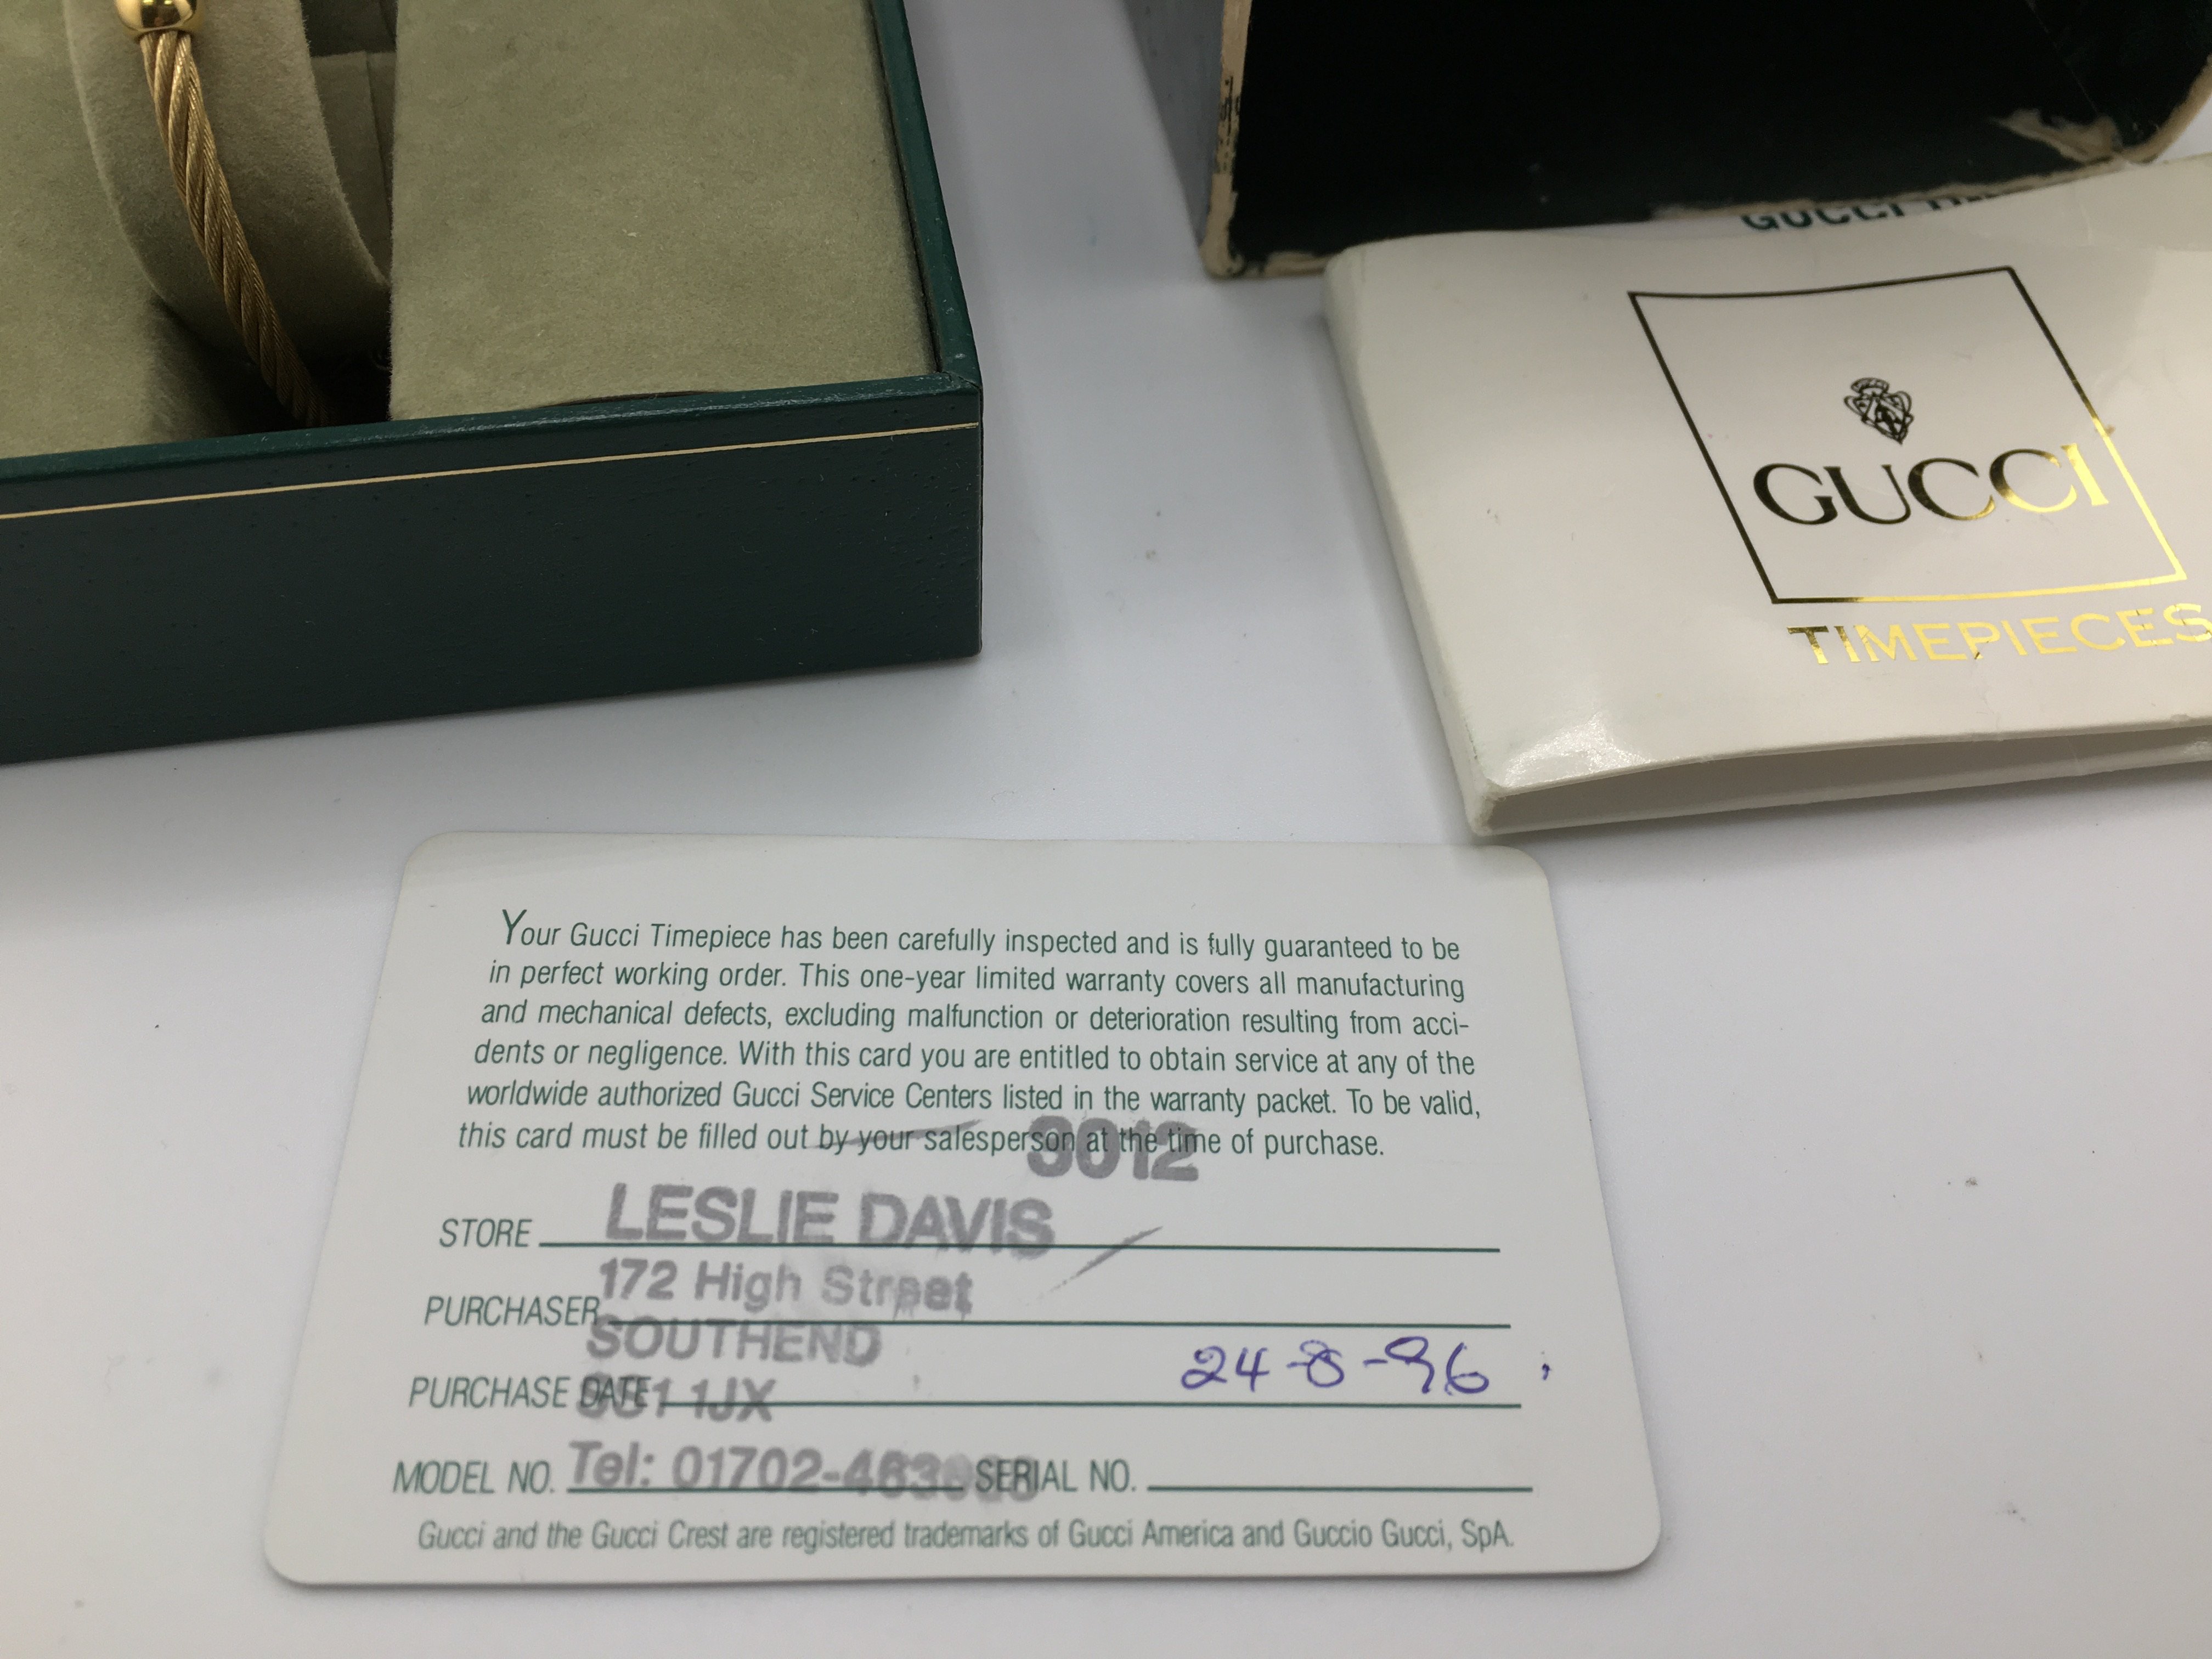 GUCCI
GUCCI
TIMEPIECES
Your Gucci Timepiece has been carefully inspected and is fully guaranteed to be
in perfect working order. This one-year limited warranty covers all manufacturing
and mechanical defects, excluding malfunction or deterioration resulting from acci-
dents or negligence. With this card you are entitled to obtain service at any of the
worldwide authorized Gucci Service Centers listed in the warranty packet. To be valid,
this card must be filled out by your salesperson at the time of purchase.
3012
STORE LESLIE DAVIS
172 High Street
PURCHASER
SOUTHEND
24-8-96
PURCHASE DATE
SS1 1JX
MODEL NO. Tel: SERIAL NO.
Gucci and the Gucci Crest are registered trademarks of Gucci America and Guccio Gucci, SpA.